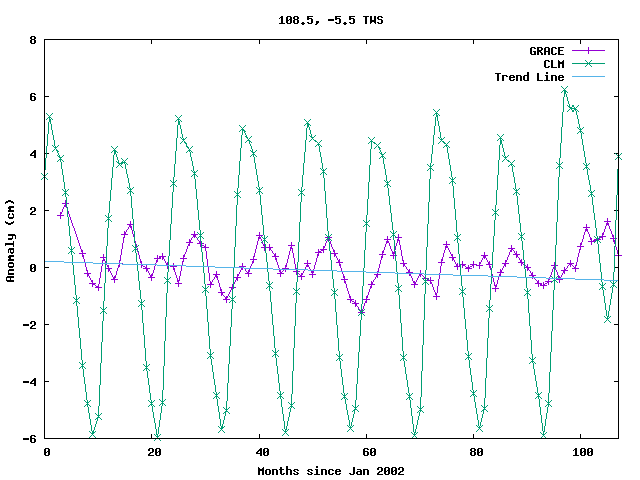 108.5, -5.5 TWS
GRACE
CLM
Trend Line
8
6
4
2
0
-2
-4
-6
Anomaly (cm)
0 20 40 60 80 100
Months since Jan 2002